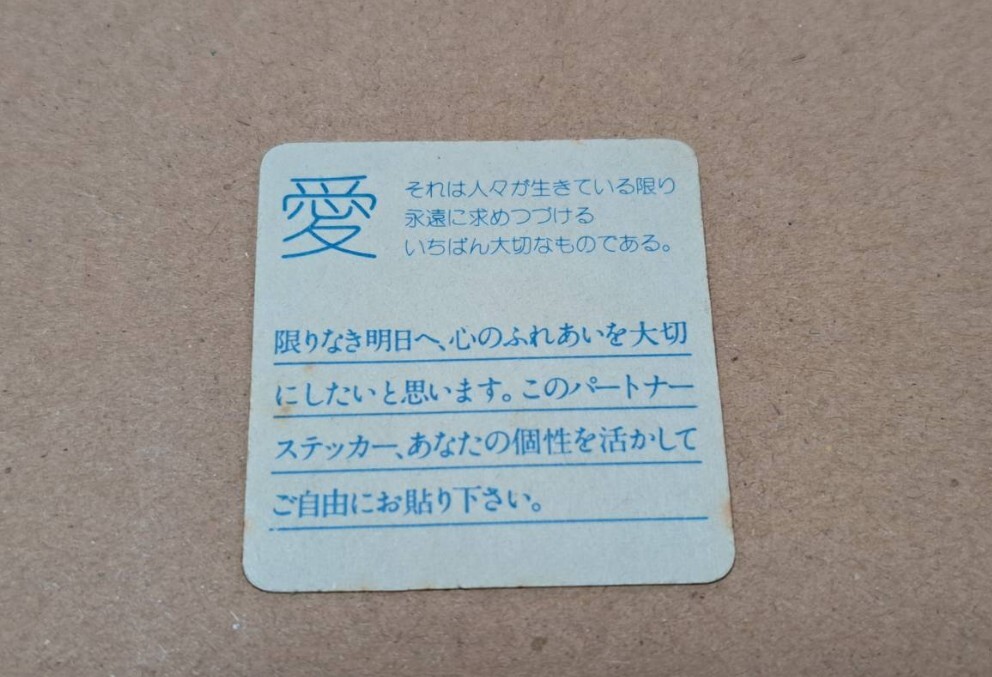 愛
それは人々が生きている限り
永遠に求めつづける
いちばん大切なものである。
限りなき明日へ、心のふれあいを大切
にしたいと思います。このパートナー
ステッカー、あなたの個性を活かして
ご自由にお貼り下さい。